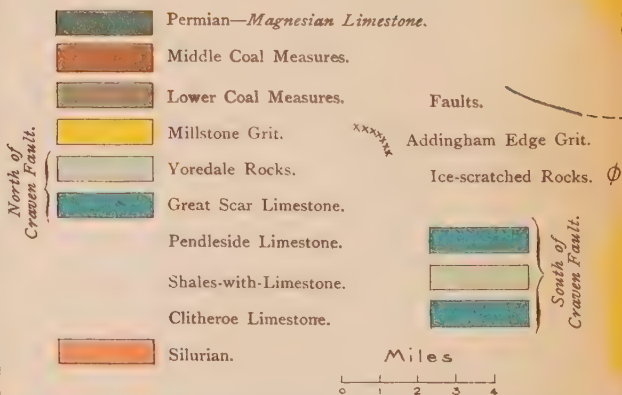 Permian—Magnesian Limestone.
Middle Coal Measures.
Lower Coal Measures.
Millstone Grit.
Yoredale Rocks.
Great Scar Limestone.
North of
Craven Fault.
Pendleside Limestone.
Shales-with-Limestone.
Clitheroe Limestone.
Silurian.
Faults.
Addingham Edge Grit.
Ice-scratched Rocks. ϕ
South of
Craven Fault.
Miles
0 1 2 3 4